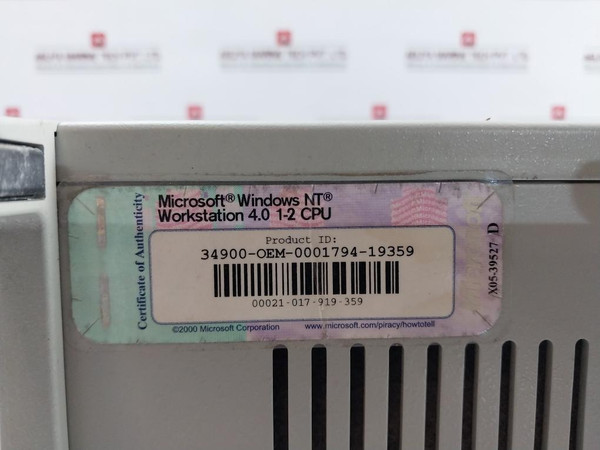 Certificate of Authenticity
Microsoft® Windows NT®
Workstation 4.0 1-2 CPU
Product ID:
34900-OEM-0001794-19359
00021-017-919-359
©2000 Microsoft Corporation
www.microsoft.com/piracy/howtotell
X05-39527 D